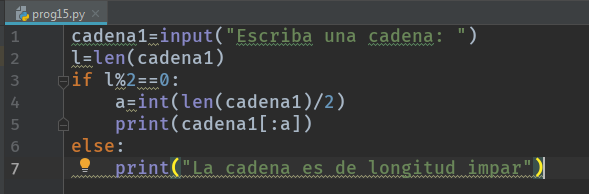 prog15.py
1 cadena1=input("Escriba una cadena: ")
2 l=len(cadena1)
3 if l%2==0:
4     a=int(len(cadena1)/2)
5     print(cadena1[:a])
6 else:
7     print("La cadena es de longitud impar")